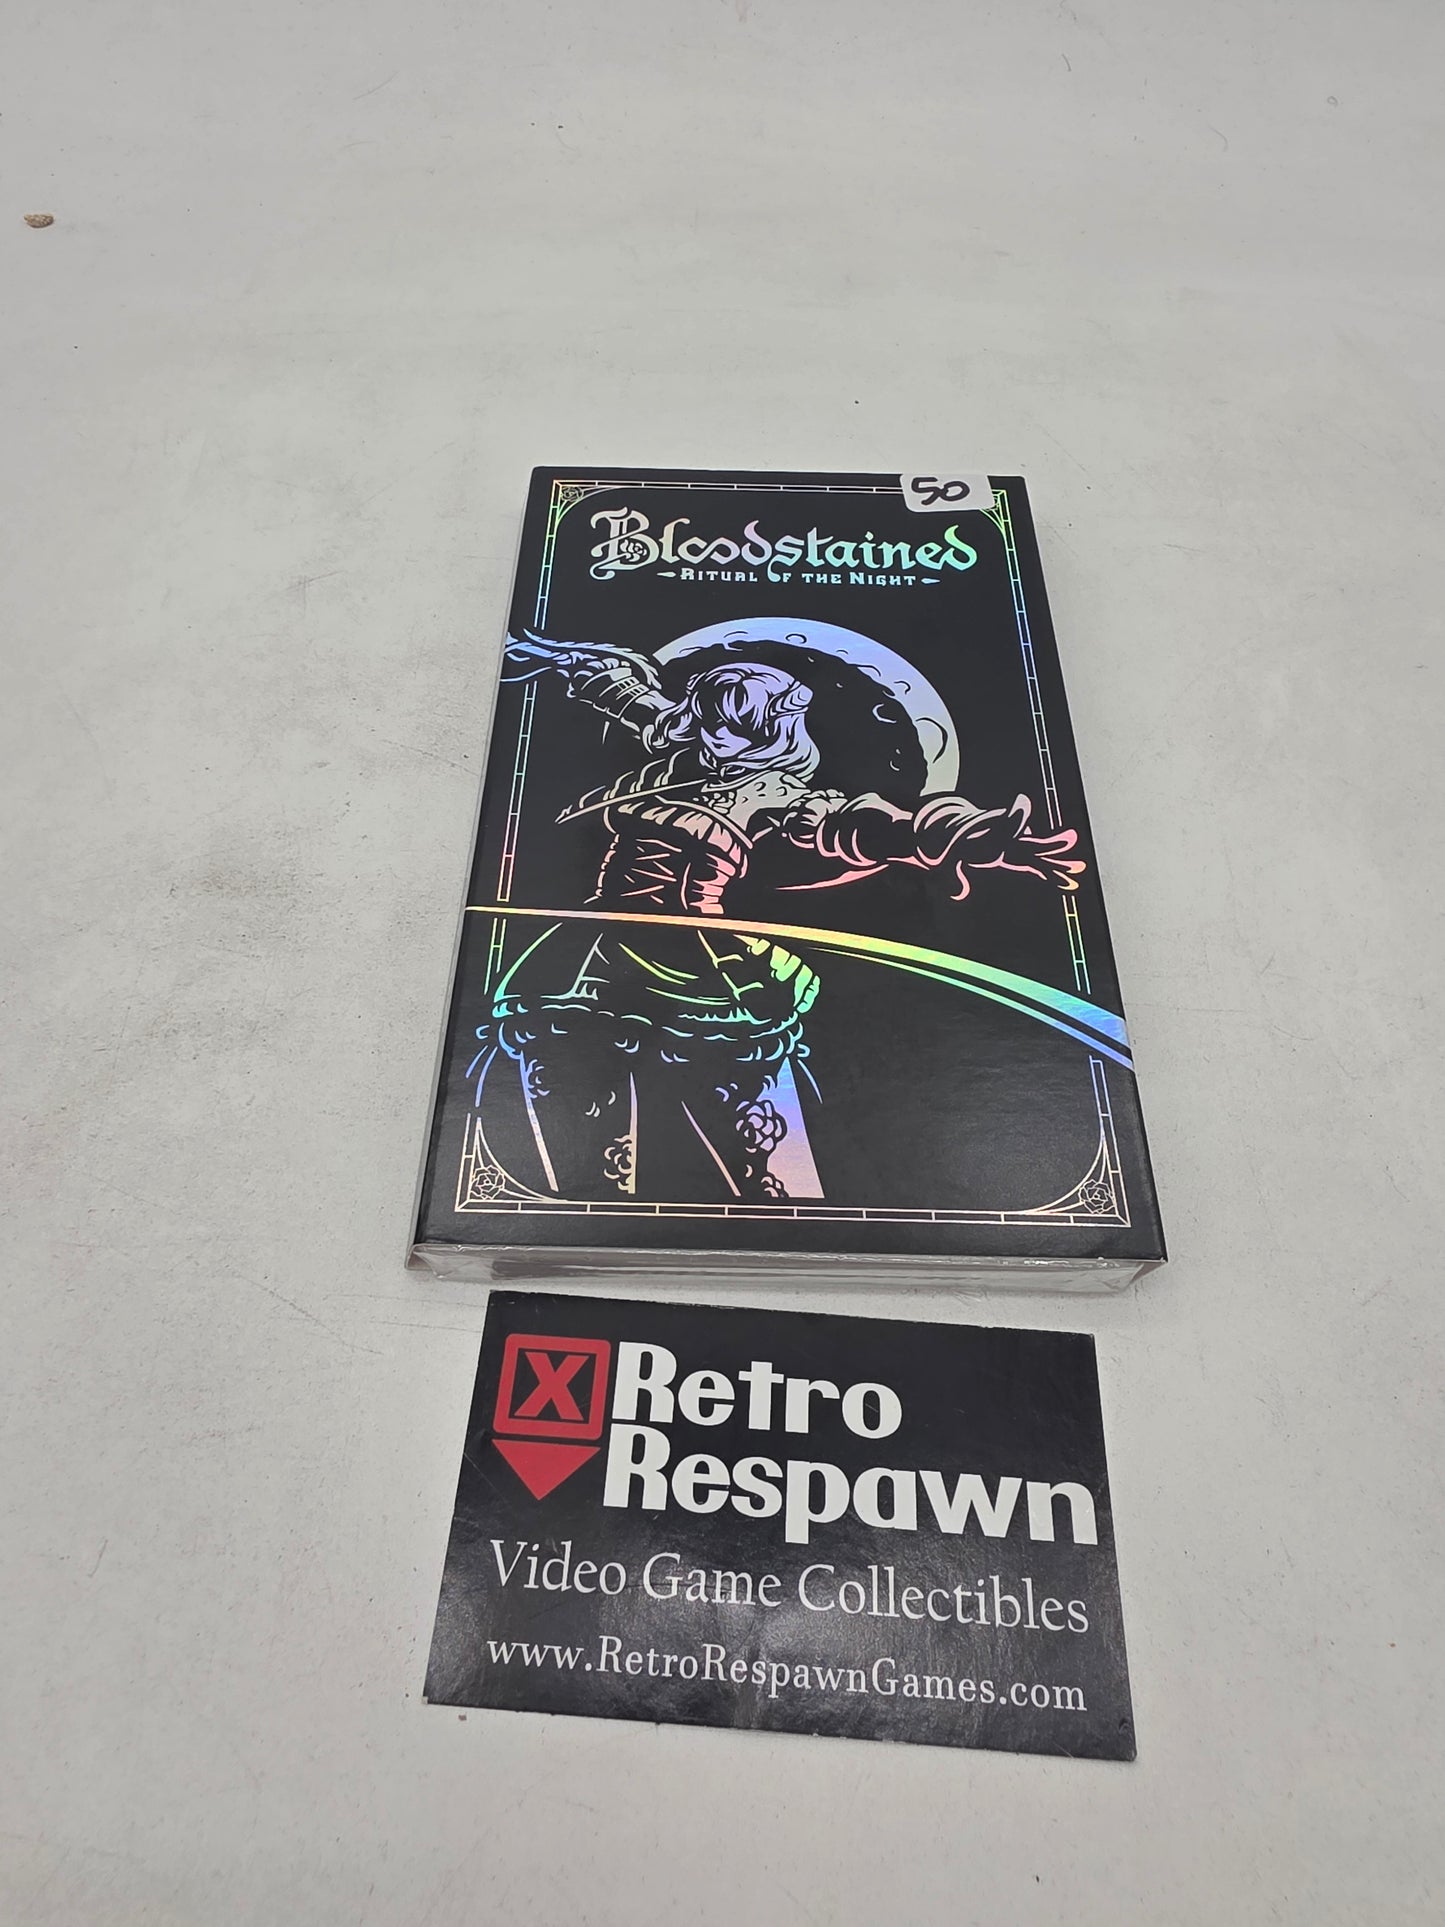 50
Bloodstained
Ritual of the Night
X
Retro
Respawn
Video Game Collectibles
www.RetroRespawnGames.com